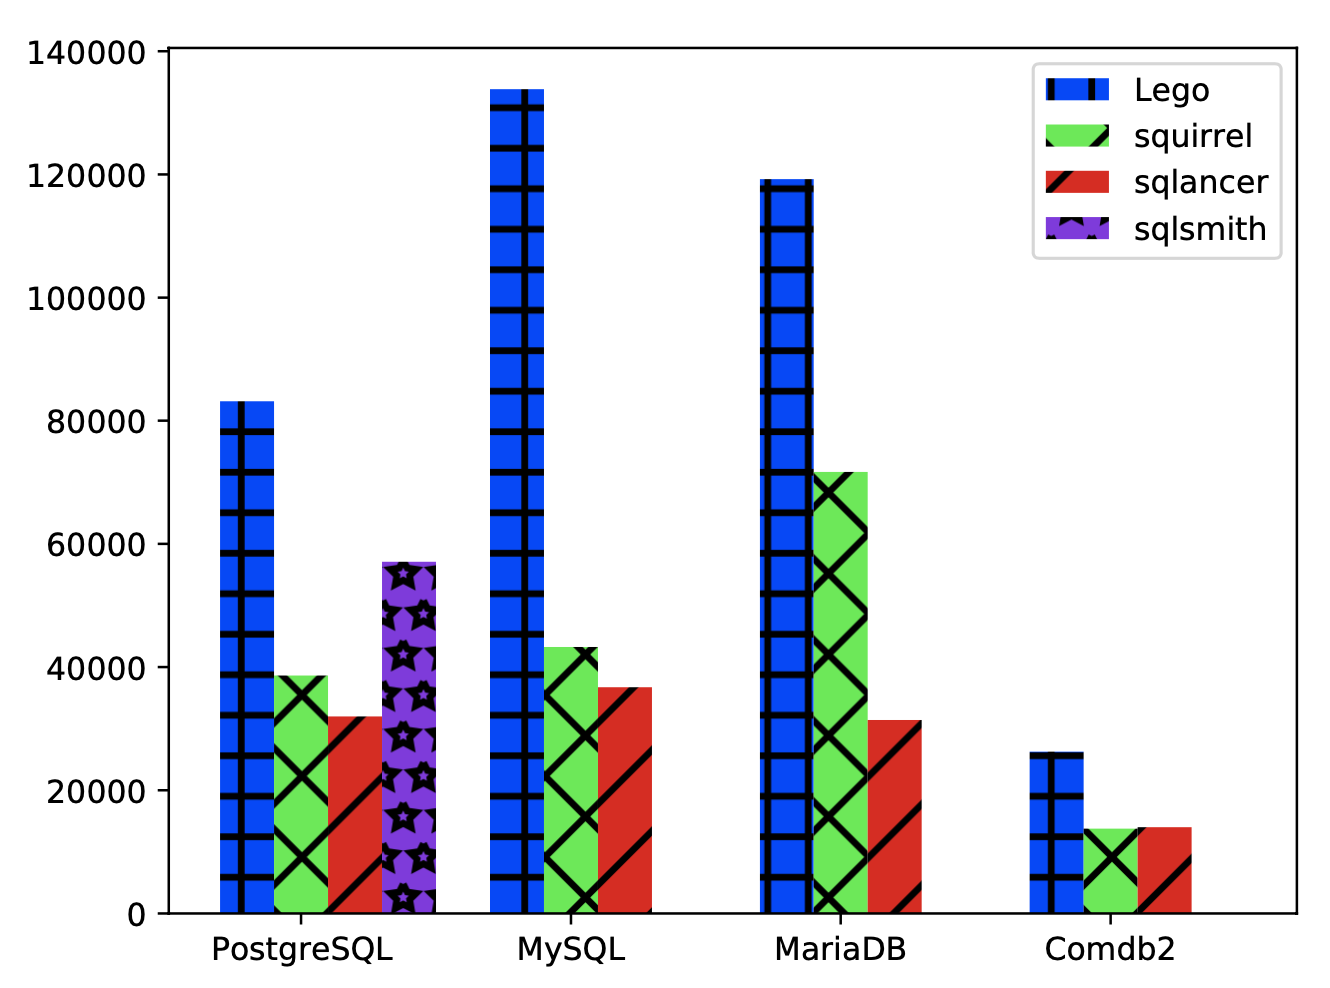 140000
120000
100000
80000
60000
40000
20000
0
PostgreSQL
MySQL
MariaDB
Comdb2
Lego
squirrel
sqlancer
sqlsmith